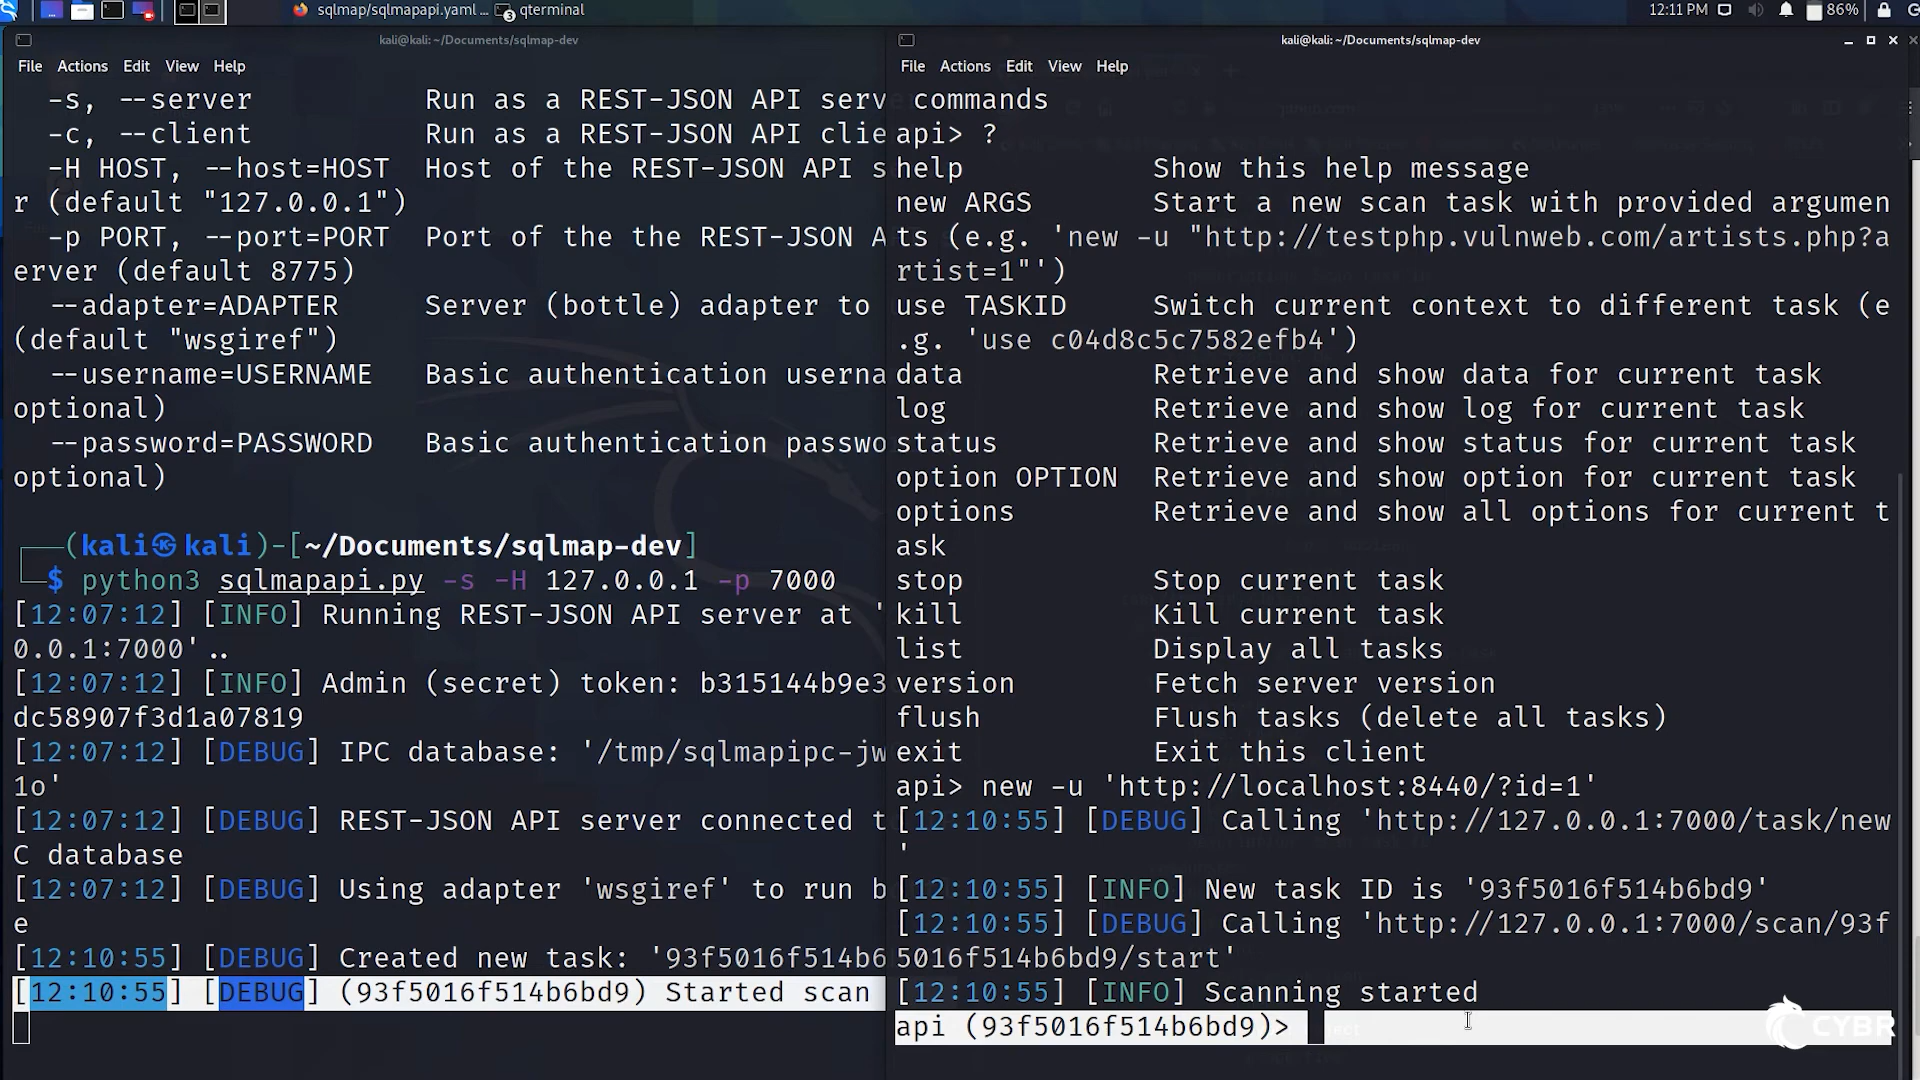 sqlmap/sqlmapapi.yaml ...
qterminal
12:11 PM
86%
kali@kali: ~/Documents/sqlmap-dev
File Actions Edit View Help
-s, --server Run as a REST-JSON API serv
-c, --client Run as a REST-JSON API clie
-H HOST, --host=HOST Host of the REST-JSON API s
r (default "127.0.0.1")
-p PORT, --port=PORT Port of the the REST-JSON A
erver (default 8775)
--adapter=ADAPTER Server (bottle) adapter to
(default "wsgiref")
--username=USERNAME Basic authentication userna
optional)
--password=PASSWORD Basic authentication passwo
optional)
(kali㉿kali)-[~/Documents/sqlmap-dev]
$ python3 sqlmapapi.py -s -H 127.0.0.1 -p 7000
[12:07:12] [INFO] Running REST-JSON API server at '
0.0.1:7000'..
[12:07:12] [INFO] Admin (secret) token: b315144b9e3
dc58907f3d1a07819
[12:07:12] [DEBUG] IPC database: '/tmp/sqlmapipc-jw
1o'
[12:07:12] [DEBUG] REST-JSON API server connected t
C database
[12:07:12] [DEBUG] Using adapter 'wsgiref' to run b
e
[12:10:55] [DEBUG] Created new task: '93f5016f514b6
[12:10:55] [DEBUG] (93f5016f514b6bd9) Started scan
kali@kali: ~/Documents/sqlmap-dev
File Actions Edit View Help
commands
api> ?
help Show this help message
new ARGS Start a new scan task with provided argumen
ts (e.g. 'new -u "http://testphp.vulnweb.com/artists.php?a
rtist=1"')
use TASKID Switch current context to different task (e
.g. 'use c04d8c5c7582efb4')
data Retrieve and show data for current task
log Retrieve and show log for current task
status Retrieve and show status for current task
option OPTION Retrieve and show option for current task
options Retrieve and show all options for current t
ask
stop Stop current task
kill Kill current task
list Display all tasks
version Fetch server version
flush Flush tasks (delete all tasks)
exit Exit this client
api> new -u 'http://localhost:8440/?id=1'
[12:10:55] [DEBUG] Calling 'http://127.0.0.1:7000/task/new
'
[12:10:55] [INFO] New task ID is '93f5016f514b6bd9'
[12:10:55] [DEBUG] Calling 'http://127.0.0.1:7000/scan/93f
5016f514b6bd9/start'
[12:10:55] [INFO] Scanning started
api (93f5016f514b6bd9)>
CYBR